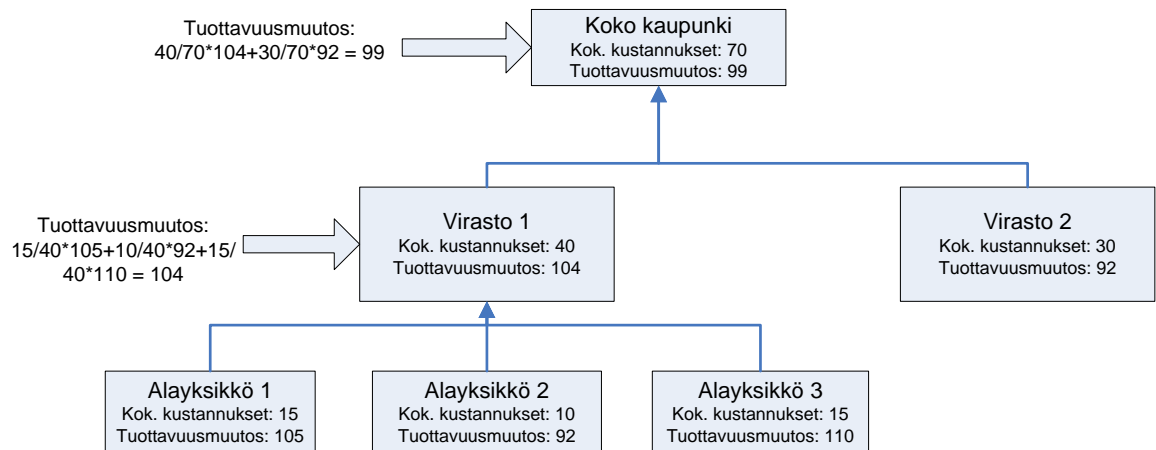 Tuottavuusmuutos:
40/70*104+30/70*92 = 99
Koko kaupunki
Kok. kustannukset: 70
Tuottavuusmuutos: 99
Tuottavuusmuutos:
15/40*105+10/40*92+15/
40*110 = 104
Virasto 1
Kok. kustannukset: 40
Tuottavuusmuutos: 104
Virasto 2
Kok. kustannukset: 30
Tuottavuusmuutos: 92
Alayksikkö 1
Kok. kustannukset: 15
Tuottavuusmuutos: 105
Alayksikkö 2
Kok. kustannukset: 10
Tuottavuusmuutos: 92
Alayksikkö 3
Kok. kustannukset: 15
Tuottavuusmuutos: 110